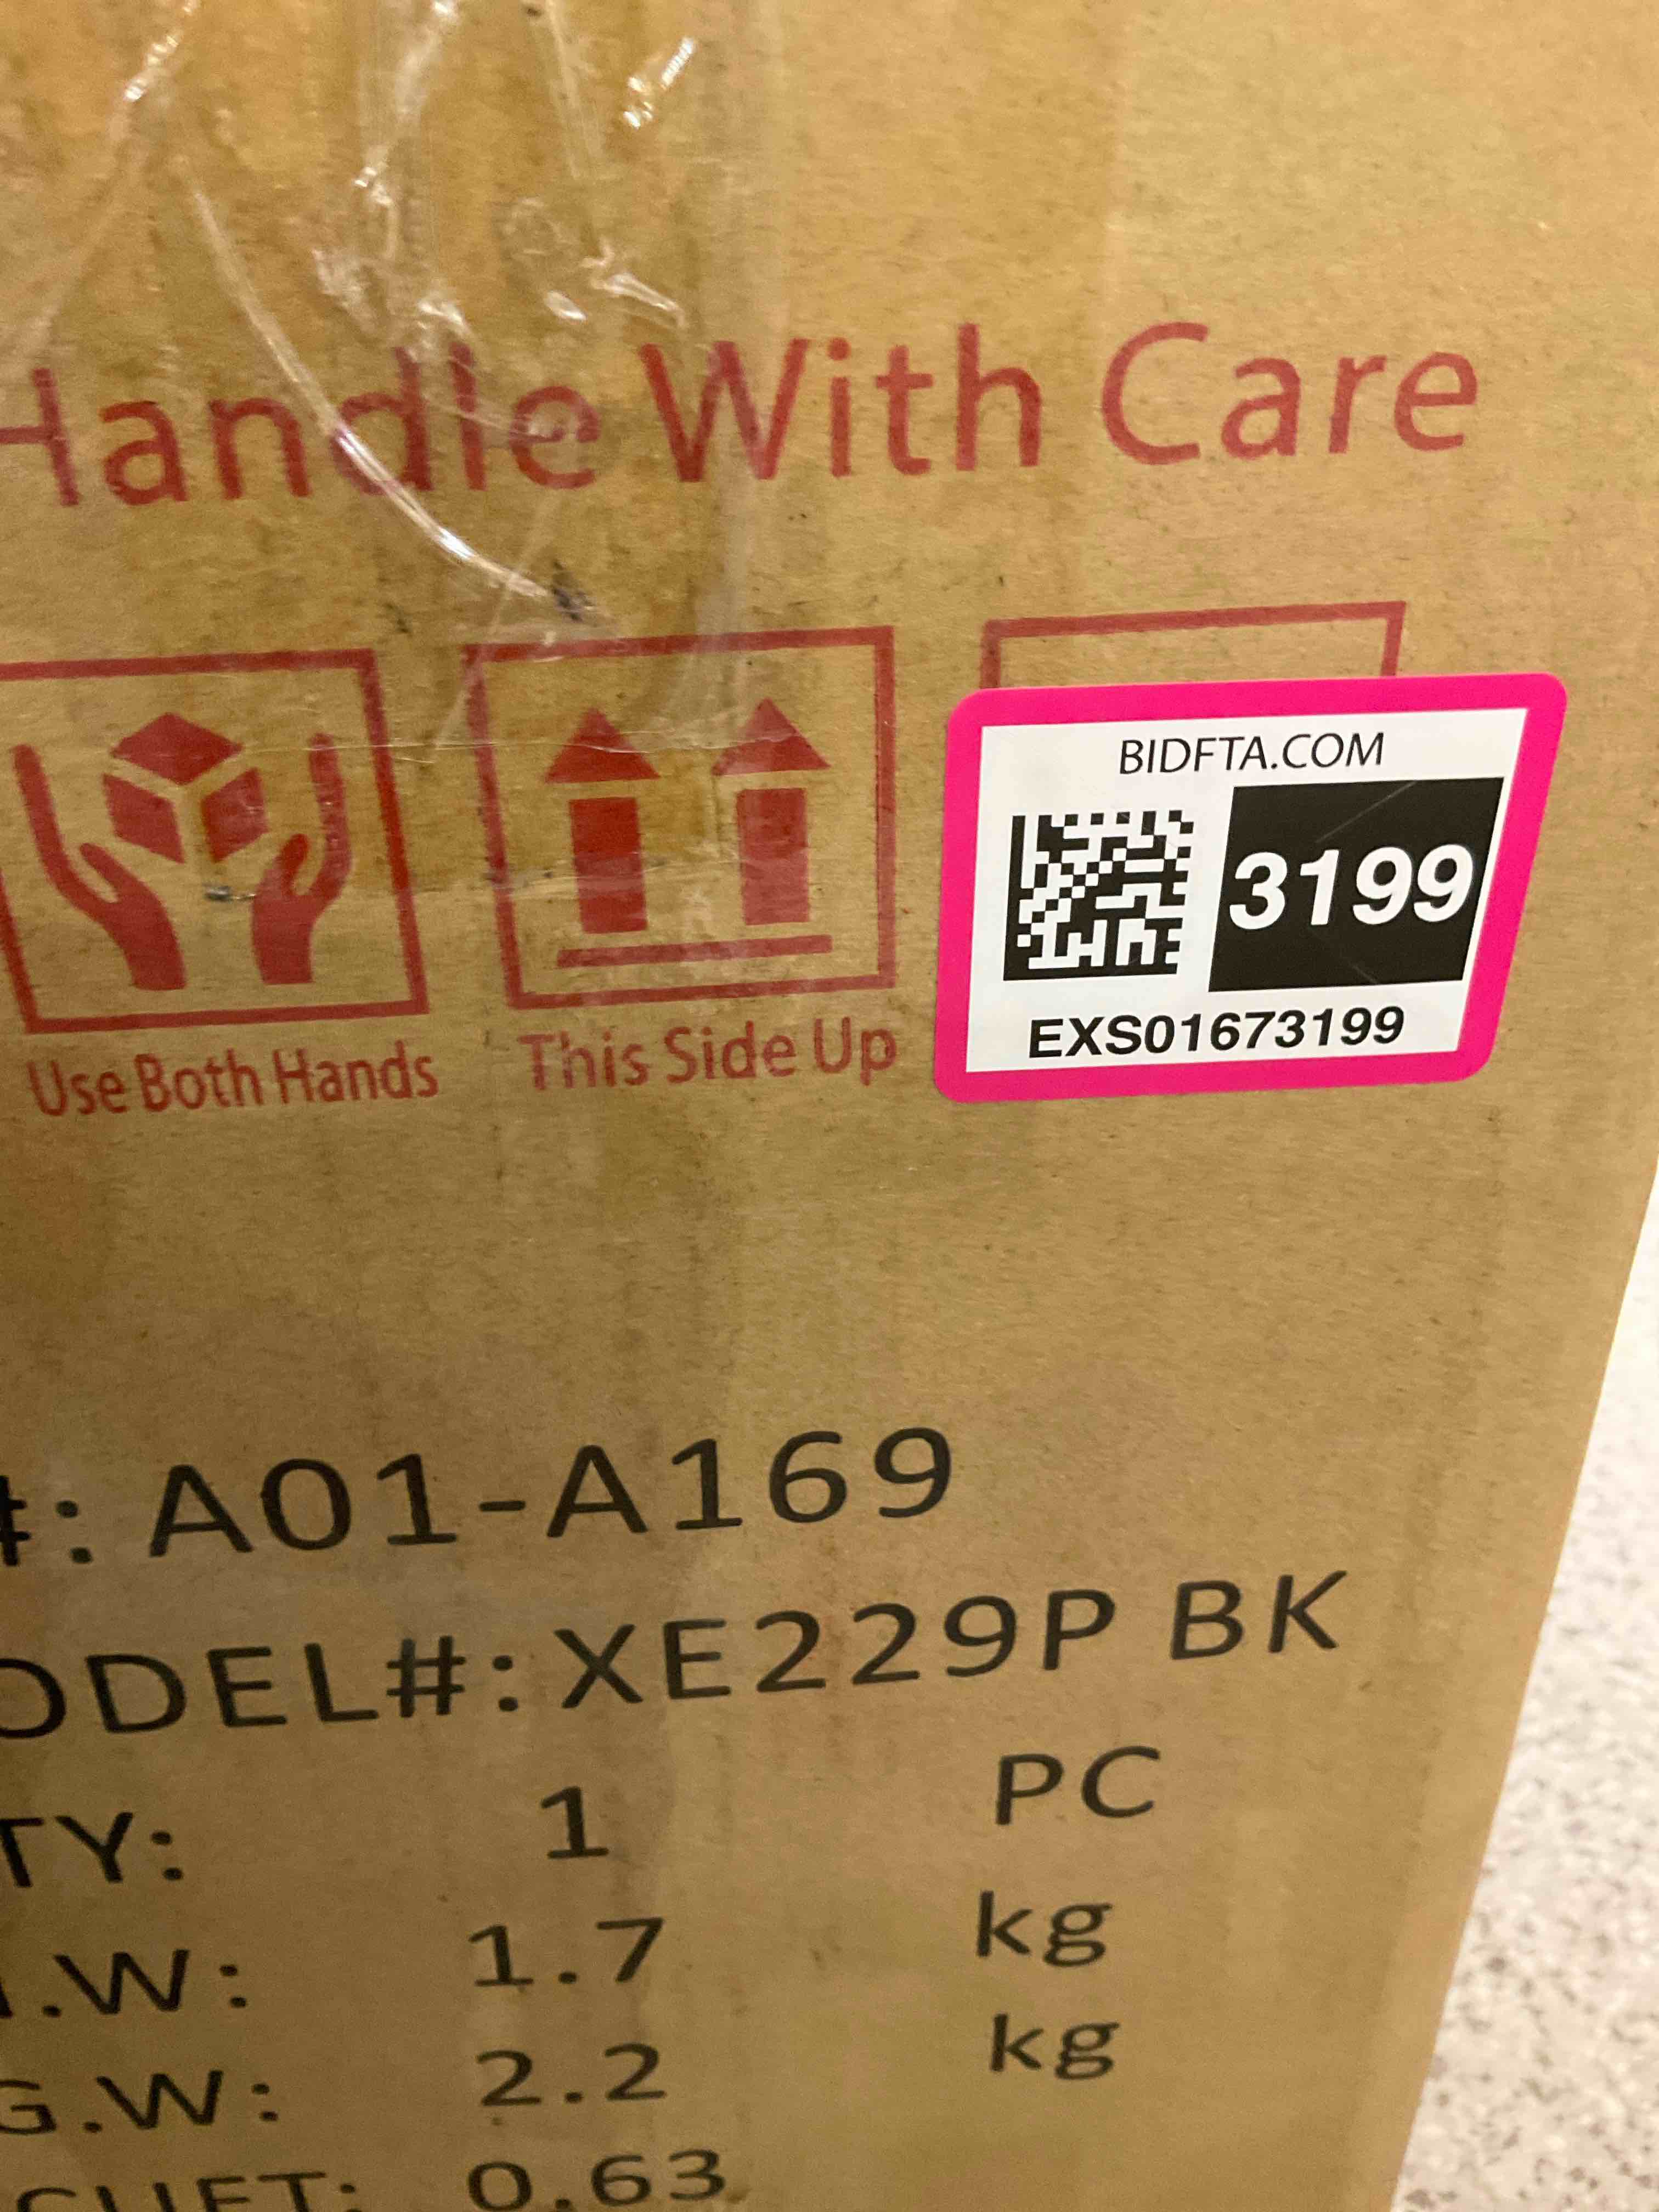 Handle With Care
BIDFTA.COM
3199
EXS01673199
Use Both Hands
This Side Up
#: A01-A169
ODEL#: XE229P BK
TY: 1 PC
.W: 1.7 kg
G.W: 2.2 kg
CUFT: 0.63